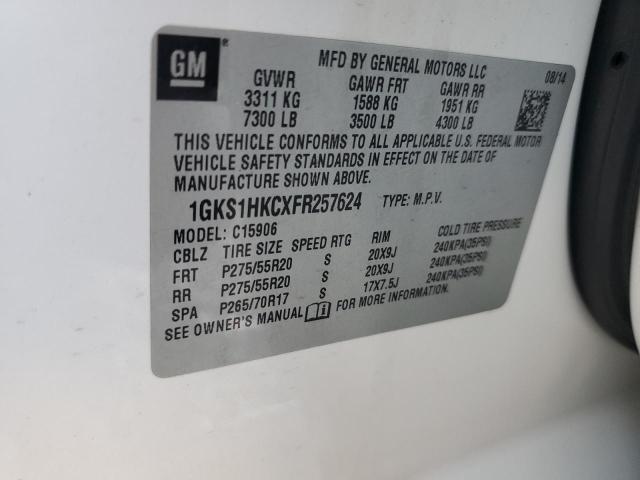 GM
MFD BY GENERAL MOTORS LLC 08/14
GVWR GAWR FRT GAWR RR
3311 KG 1588 KG 1951 KG
7300 LB 3500 LB 4300 LB
THIS VEHICLE CONFORMS TO ALL APPLICABLE U.S. FEDERAL MOTOR
VEHICLE SAFETY STANDARDS IN EFFECT ON THE DATE OF
MANUFACTURE SHOWN ABOVE.
1GKS1HKCXFR257624 TYPE: M.P.V.
MODEL: C15906
CBLZ TIRE SIZE SPEED RTG RIM COLD TIRE PRESSURE
FRT P275/55R20 S 20X9J 240KPA(35PSI)
RR P275/55R20 S 20X9J 240KPA(35PSI)
SPA P265/70R17 S 17X7.5J 240KPA(35PSI)
SEE OWNER'S MANUAL FOR MORE INFORMATION.